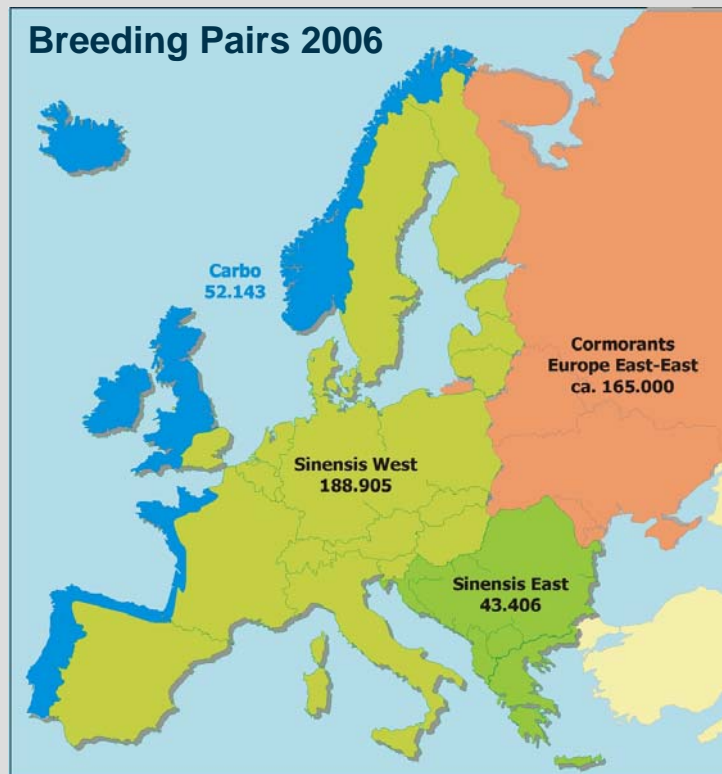 Breeding Pairs 2006
Carbo
52.143
Cormorants
Europe East-East
ca. 165.000
Sinensis West
188.905
Sinensis East
43.406